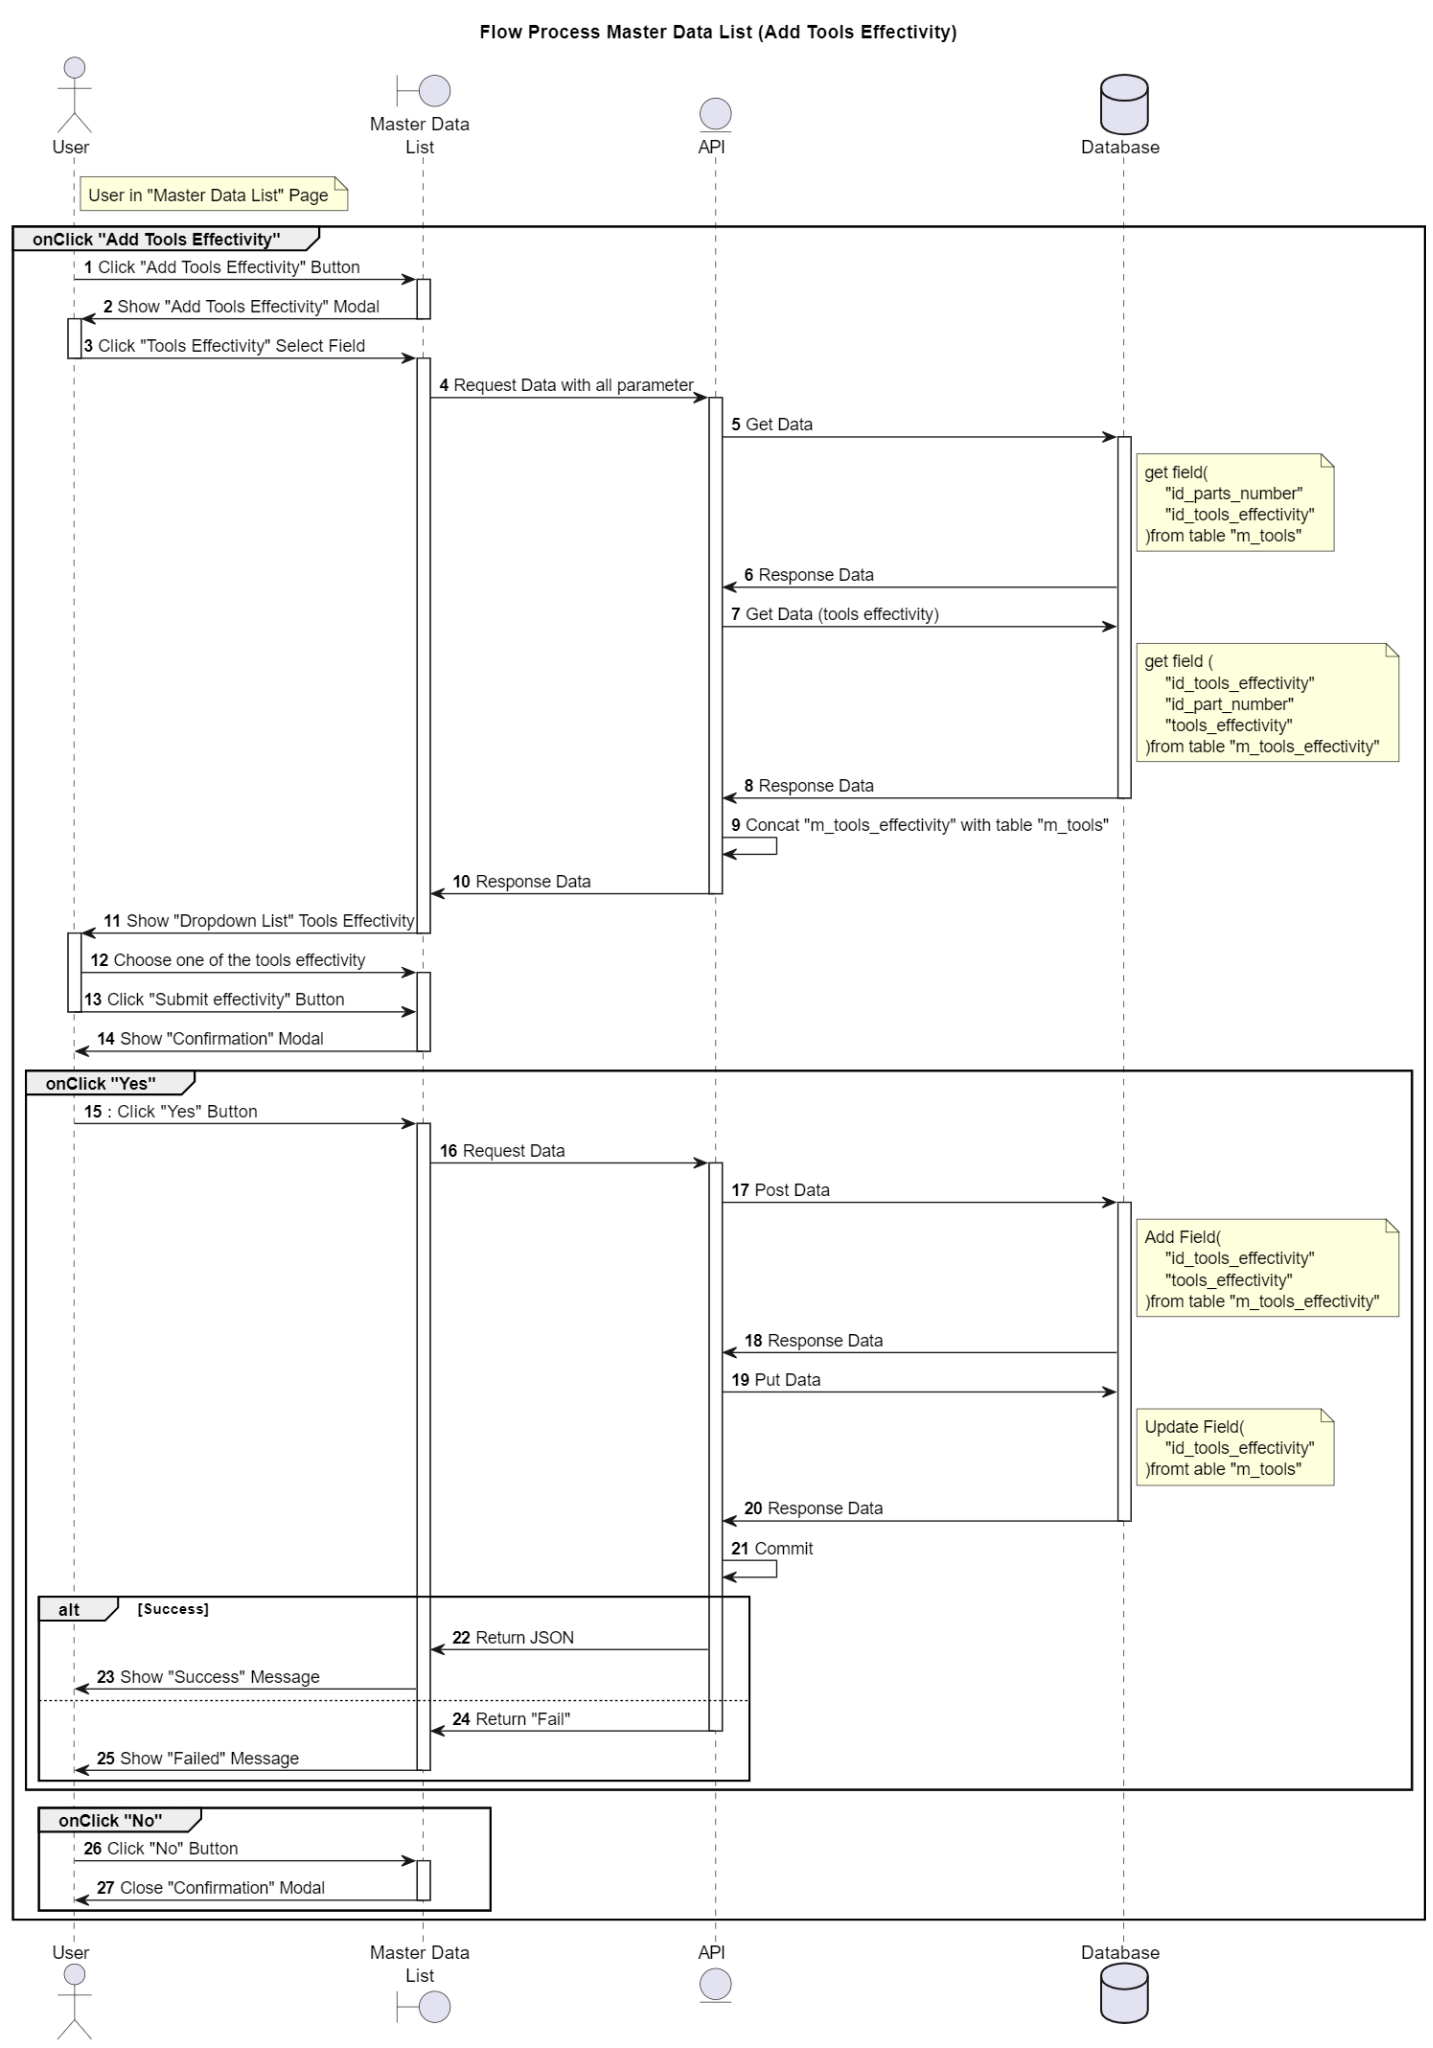 Flow Process Master Data List (Add Tools Effectivity)
User
Master Data
List
API
Database
User in "Master Data List" Page
onClick "Add Tools Effectivity"
1 Click "Add Tools Effectivity" Button
2 Show "Add Tools Effectivity" Modal
3 Click "Tools Effectivity" Select Field
4 Request Data with all parameter
5 Get Data
get field(
"id_parts_number"
"id_tools_effectivity"
)from table "m_tools"
6 Response Data
7 Get Data (tools effectivity)
get field (
"id_tools_effectivity"
"id_part_number"
"tools_effectivity"
)from table "m_tools_effectivity"
8 Response Data
9 Concat "m_tools_effectivity" with table "m_tools"
10 Response Data
11 Show "Dropdown List" Tools Effectivity
12 Choose one of the tools effectivity
13 Click "Submit effectivity" Button
14 Show "Confirmation" Modal
onClick "Yes"
15 : Click "Yes" Button
16 Request Data
17 Post Data
Add Field(
"id_tools_effectivity"
"tools_effectivity"
)from table "m_tools_effectivity"
18 Response Data
19 Put Data
Update Field(
"id_tools_effectivity"
)fromt able "m_tools"
20 Response Data
21 Commit
alt [Success]
22 Return JSON
23 Show "Success" Message
24 Return "Fail"
25 Show "Failed" Message
onClick "No"
26 Click "No" Button
27 Close "Confirmation" Modal
User
Master Data
List
API
Database